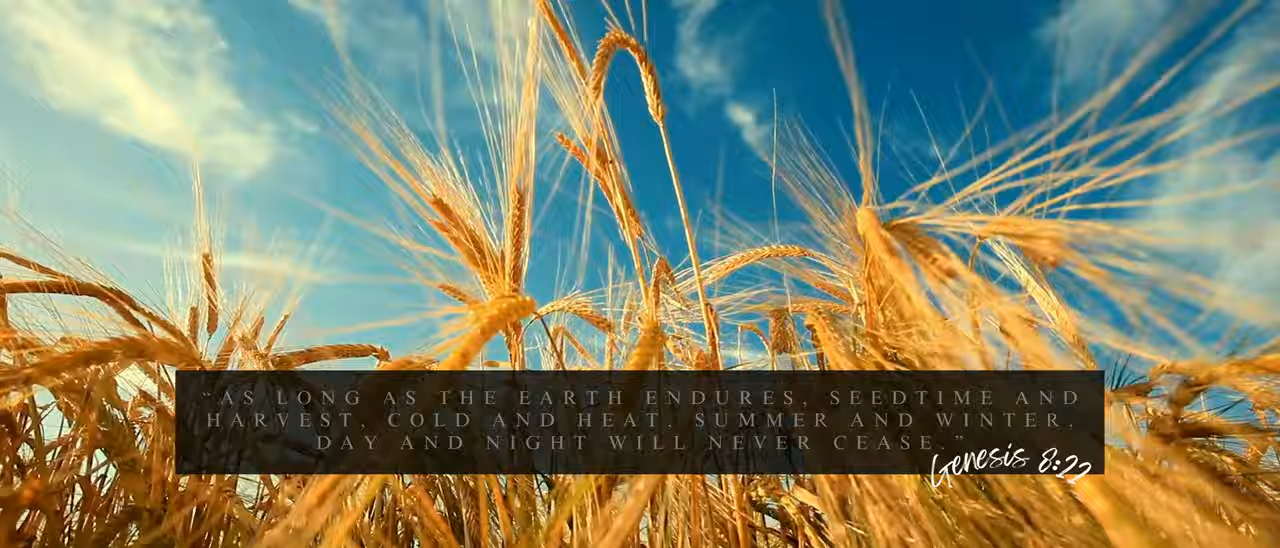 “AS LONG AS THE EARTH ENDURES, SEEDTIME AND
HARVEST, COLD AND HEAT, SUMMER AND WINTER,
DAY AND NIGHT WILL NEVER CEASE.”
Genesis 8:22